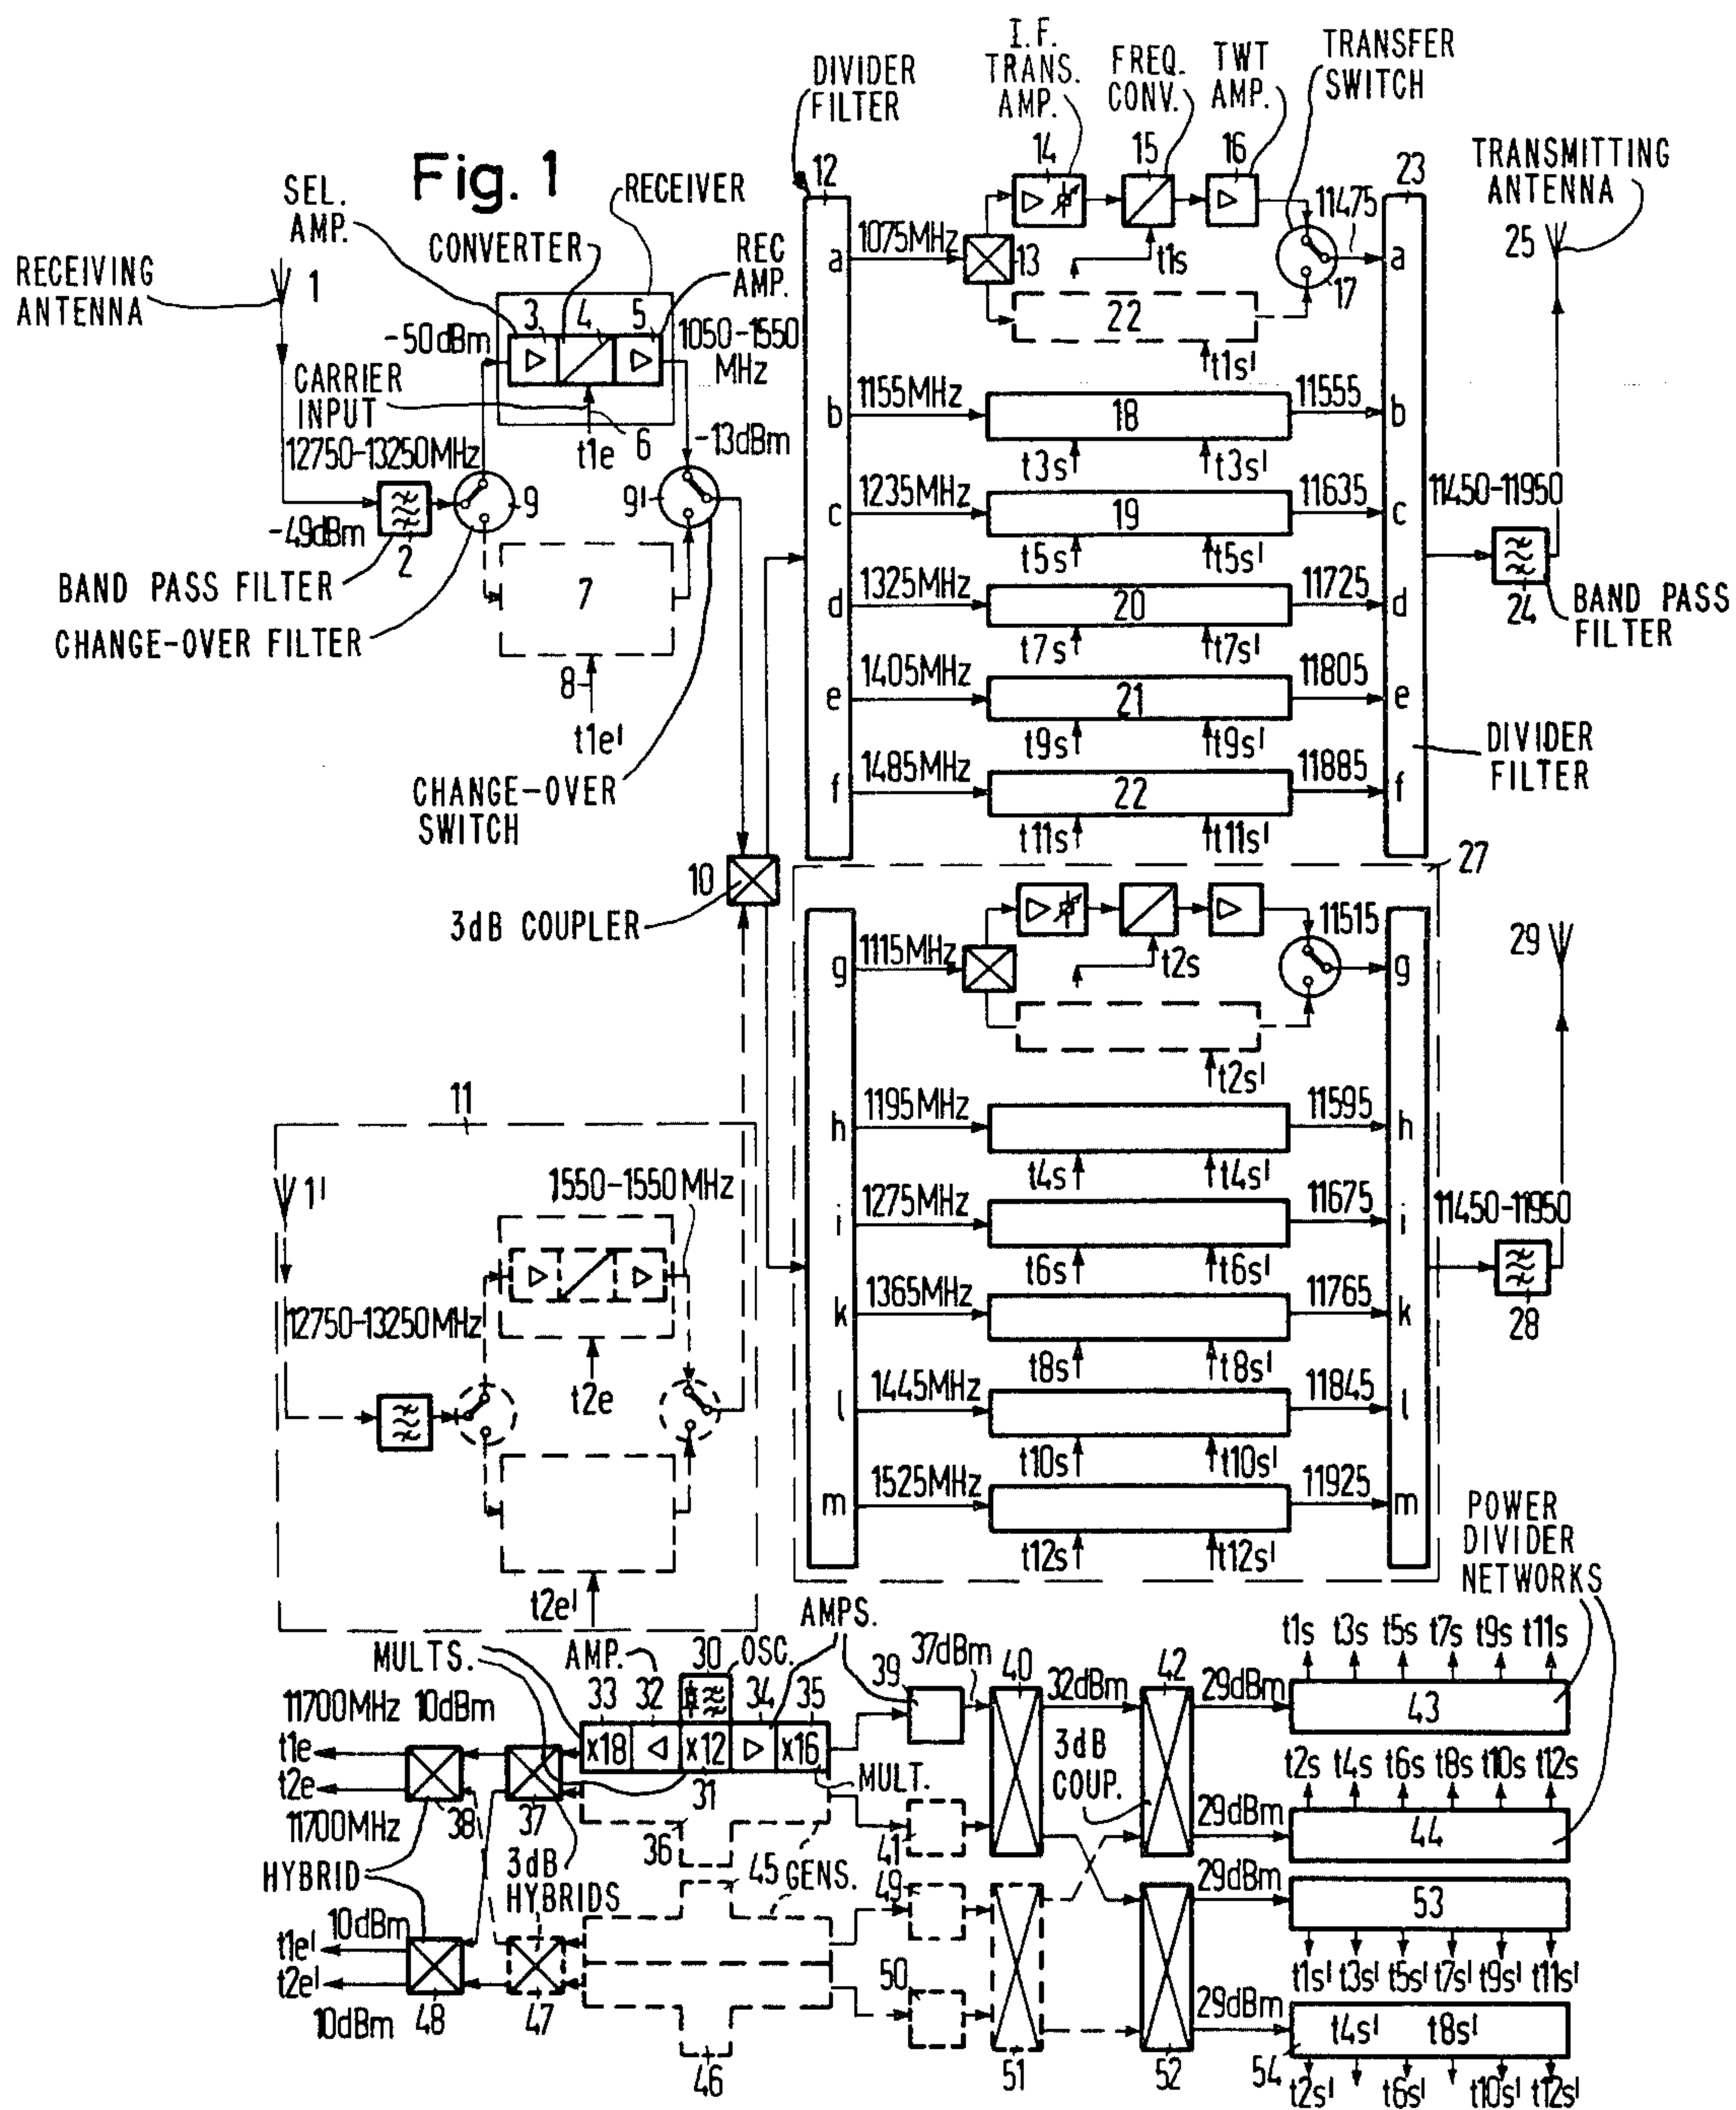 Fig. 1
RECEIVING
ANTENNA
1
SEL.
AMP.
CONVERTER
RECEIVER
REC
AMP.
3
4
5
-50dBm
1050-1550
MHz
CARRIER
INPUT
t1e
6
-13dBm
12750-13250MHz
9
9'
-49dBm
2
BAND PASS FILTER
CHANGE-OVER FILTER
7
8
t1e'
CHANGE-OVER
SWITCH
10
3dB COUPLER
DIVIDER
FILTER
I.F.
TRANS.
AMP.
FREQ.
CONV.
TWT
AMP.
TRANSFER
SWITCH
TRANSMITTING
ANTENNA
12
14
15
16
23
25
a
1075MHz
13
t1s
11475
a
17
22
t1s'
b
1155MHz
18
11555
b
t3s
t3s'
c
1235MHz
19
11635
c
t5s
t5s'
11450-11950
d
1325MHz
20
11725
d
24
BAND PASS
FILTER
t7s
t7s'
e
1405MHz
21
11805
e
t9s
t9s'
DIVIDER
FILTER
f
1485MHz
22
11885
f
t11s
t11s'
27
g
1115MHz
t2s
11515
g
29
t2s'
h
1195MHz
11595
h
t4s
t4s'
i
1275MHz
11675
i
11450-11950
t6s
t6s'
k
1365MHz
11765
k
28
t8s
t8s'
l
1445MHz
11845
l
t10s
t10s'
m
1525MHz
11925
m
t12s
t12s'
11
1'
1550-1550MHz
12750-13250MHz
t2e
t2e'
POWER
DIVIDER
NETWORKS
MULTS.
AMP.
30
OSC.
AMPS.
11700MHz
10dBm
33
32
34
35
x18
x12
x16
t1e
t2e
38
37
31
MULT.
11700MHz
36
HYBRID
3dB
HYBRIDS
45
GENS.
10dBm
t1e'
t2e'
10dBm
48
47
46
39
37dBm
40
32dBm
42
29dBm
3dB
COUP.
41
29dBm
49
29dBm
50
29dBm
51
52
t1s t3s t5s t7s t9s t11s
43
t2s t4s t6s t8s t10s t12s
44
53
t1s' t3s' t5s' t7s' t9s' t11s'
t4s' t8s'
54
t2s' t6s' t10s' t12s'